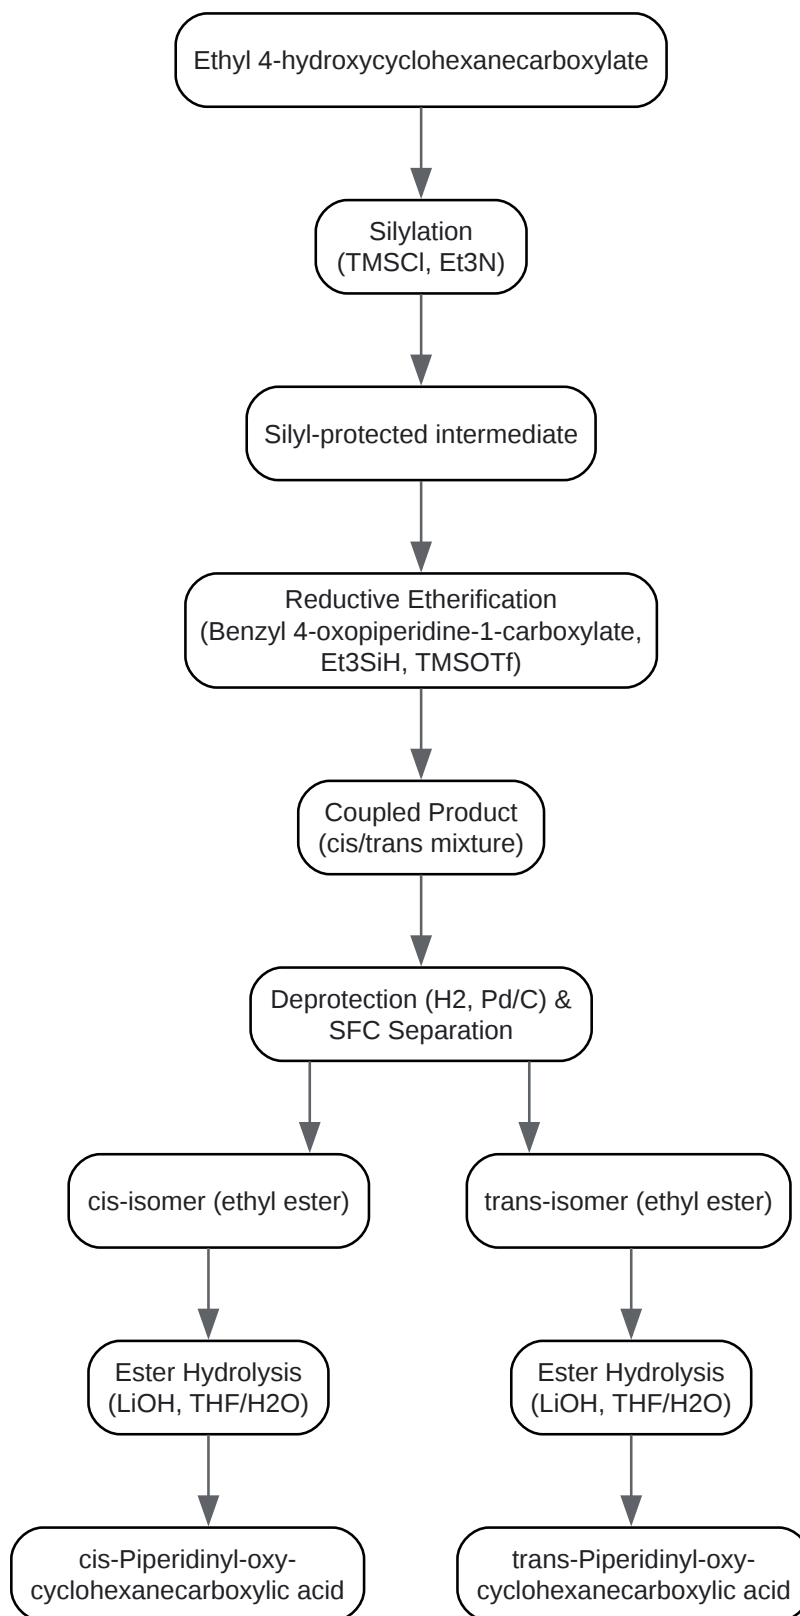 Ethyl 4-hydroxycyclohexanecarboxylate
Silylation
(TMSCl, Et3N)
Silyl-protected intermediate
Reductive Etherification
(Benzyl 4-oxopiperidine-1-carboxylate,
Et3SiH, TMSOTf)
Coupled Product
(cis/trans mixture)
Deprotection (H2, Pd/C) &
SFC Separation
cis-isomer (ethyl ester)
trans-isomer (ethyl ester)
Ester Hydrolysis
(LiOH, THF/H2O)
Ester Hydrolysis
(LiOH, THF/H2O)
cis-Piperidinyl-oxy-
cyclohexanecarboxylic acid
trans-Piperidinyl-oxy-
cyclohexanecarboxylic acid